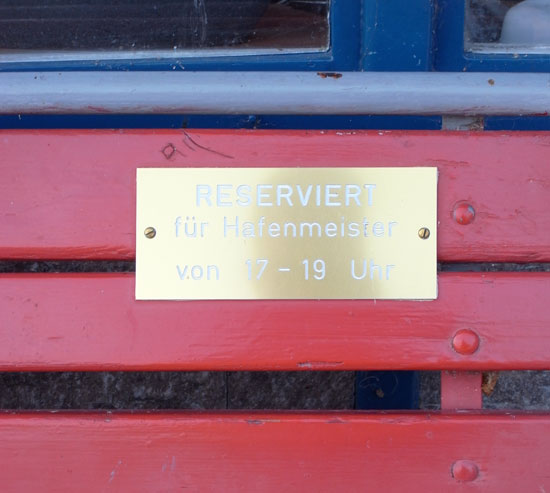 RESERVIERT
für Hafenmeister
von 17 - 19 Uhr